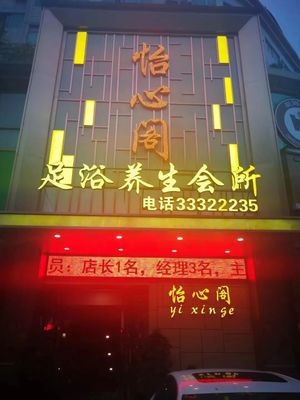 怡心阁
足浴养生会所
电话33322235
员：店长1名，经理3名，主
怡心阁
yi xinge